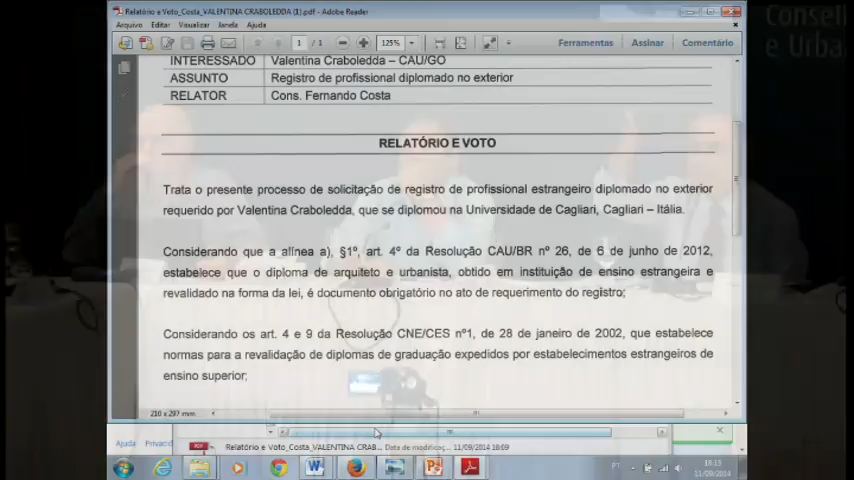 Relatório e Voto_Costa_VALENTINA CRABOLEDDA (1).pdf - Adobe Reader
Arquivo Editar Visualizar Janela Ajuda
1 / 1 125% Ferramentas Assinar Comentário
INTERESSADO Valentina Craboledda – CAU/GO
ASSUNTO Registro de profissional diplomado no exterior
RELATOR Cons. Fernando Costa
RELATÓRIO E VOTO
Trata o presente processo de solicitação de registro de profissional estrangeiro diplomado no exterior
requerido por Valentina Craboledda, que se diplomou na Universidade de Cagliari, Cagliari – Itália.
Considerando que a alínea a), §1º, art. 4º da Resolução CAU/BR nº 26, de 6 de junho de 2012,
estabelece que o diploma de arquiteto e urbanista, obtido em instituição de ensino estrangeira e
revalidado na forma da lei, é documento obrigatório no ato de requerimento do registro;
Considerando os art. 4 e 9 da Resolução CNE/CES nº1, de 28 de janeiro de 2002, que estabelece
normas para a revalidação de diplomas de graduação expedidos por estabelecimentos estrangeiros de
ensino superior;
210 x 297 mm
Ajuda Privacid
Relatório e Voto_Costa_VALENTINA CRAB... Data de modificaç... 11/09/2014 18:09
PT 18:15
11/09/2014
e Urba